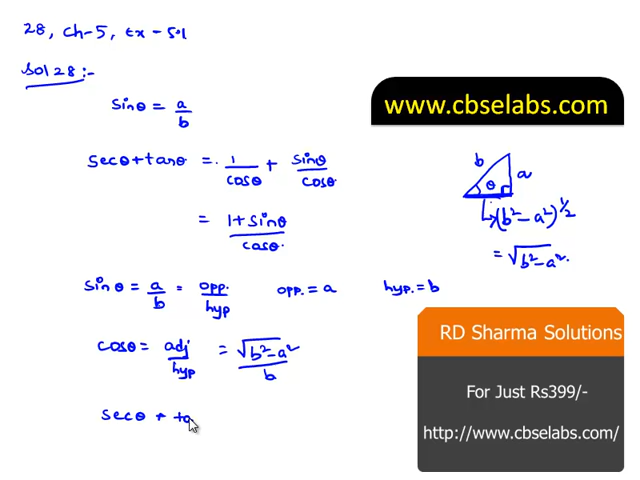 28, ch-5, Ex - 5.1
Sol 28 :-
www.cbselabs.com
sinθ = a/b
secθ + tanθ = 1/cosθ + sinθ/cosθ
b
θ
a
= 1 + sinθ/cosθ
(b² - a²)^1/2
= √b² - a²
sinθ = a/b = opp./hyp opp. = a hyp. = b
cosθ = adj/hyp = √b² - a²/b
RD Sharma Solutions
For Just Rs399/-
http://www.cbselabs.com/
secθ + ta